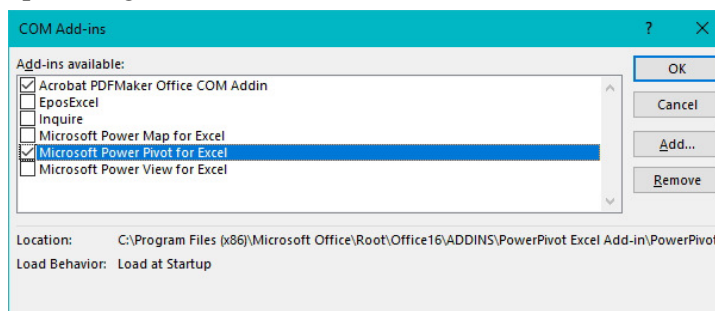 COM Add-ins ? ×
Add-ins available:
Acrobat PDFMaker Office COM Addin
EposExcel
Inquire
Microsoft Power Map for Excel
Microsoft Power Pivot for Excel
Microsoft Power View for Excel
OK
Cancel
Add...
Remove
Location: C:\Program Files (x86)\Microsoft Office\Root\Office16\ADDINS\PowerPivot Excel Add-in\PowerPivot
Load Behavior: Load at Startup